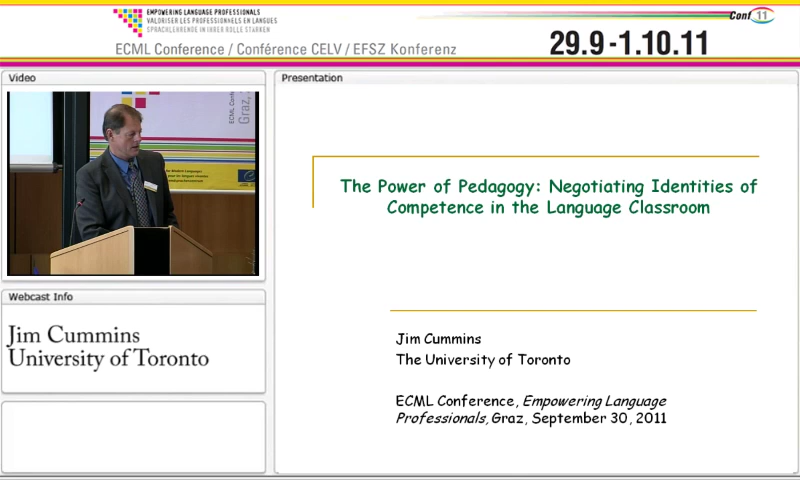 EMPOWERING LANGUAGE PROFESSIONALS
VALORISER LES PROFESSIONNELS EN LANGUES
SPRACHLEHRENDE IN IHRER ROLLE STÄRKEN
ECML Conference / Conférence CELV / EFSZ Konferenz
29.9 - 1.10.11
Conf 11
Video
Presentation
ECML Conf
Graz,
The Power of Pedagogy: Negotiating Identities of
Competence in the Language Classroom
Webcast Info
Jim Cummins
University of Toronto
Jim Cummins
The University of Toronto
ECML Conference, Empowering Language
Professionals, Graz, September 30, 2011